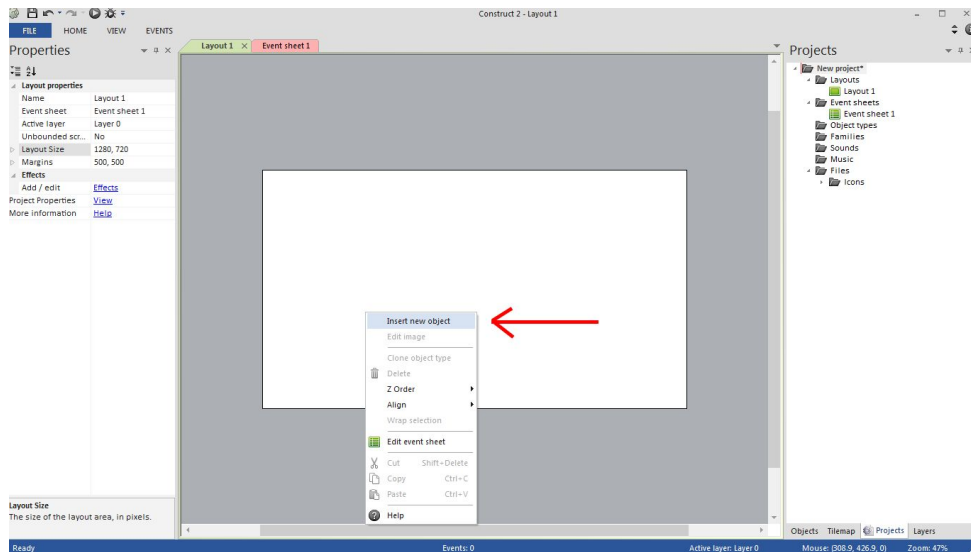 Construct 2 - Layout 1
FILE HOME VIEW EVENTS
Properties
Layout 1 × Event sheet 1
Layout properties
Name Layout 1
Event sheet Event sheet 1
Active layer Layer 0
Unbounded scr... No
Layout Size 1280, 720
Margins 500, 500
Effects
Add / edit Effects
Project Properties View
More information Help
Layout Size
The size of the layout area, in pixels.
Insert new object
Edit image
Clone object type
Delete
Z Order
Align
Wrap selection
Edit event sheet
Cut Shift+Delete
Copy Ctrl+C
Paste Ctrl+V
Help
Projects
New project*
Layouts
Layout 1
Event sheets
Event sheet 1
Object types
Families
Sounds
Music
Files
Icons
Objects Tilemap Projects Layers
Ready Events: 0 Active layer: Layer 0 Mouse: (308.9, 426.9, 0) Zoom: 47%